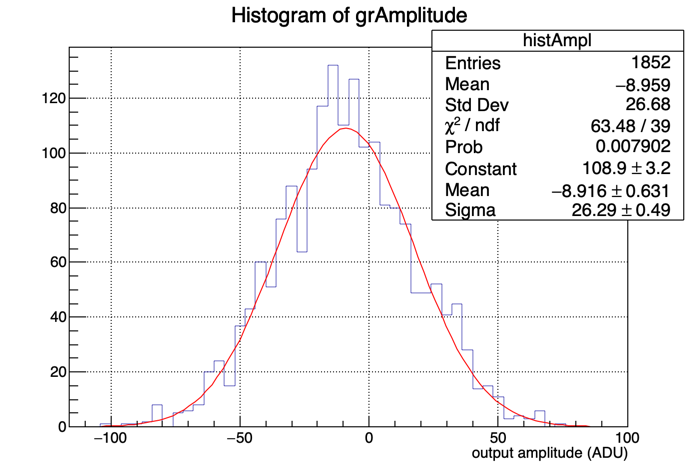 Histogram of grAmplitude
histAmpl
Entries 1852
Mean −8.959
Std Dev 26.68
χ² / ndf 63.48 / 39
Prob 0.007902
Constant 108.9 ± 3.2
Mean −8.916 ± 0.631
Sigma 26.29 ± 0.49
120
100
80
60
40
20
0
−100 −50 0 50 100
output amplitude (ADU)